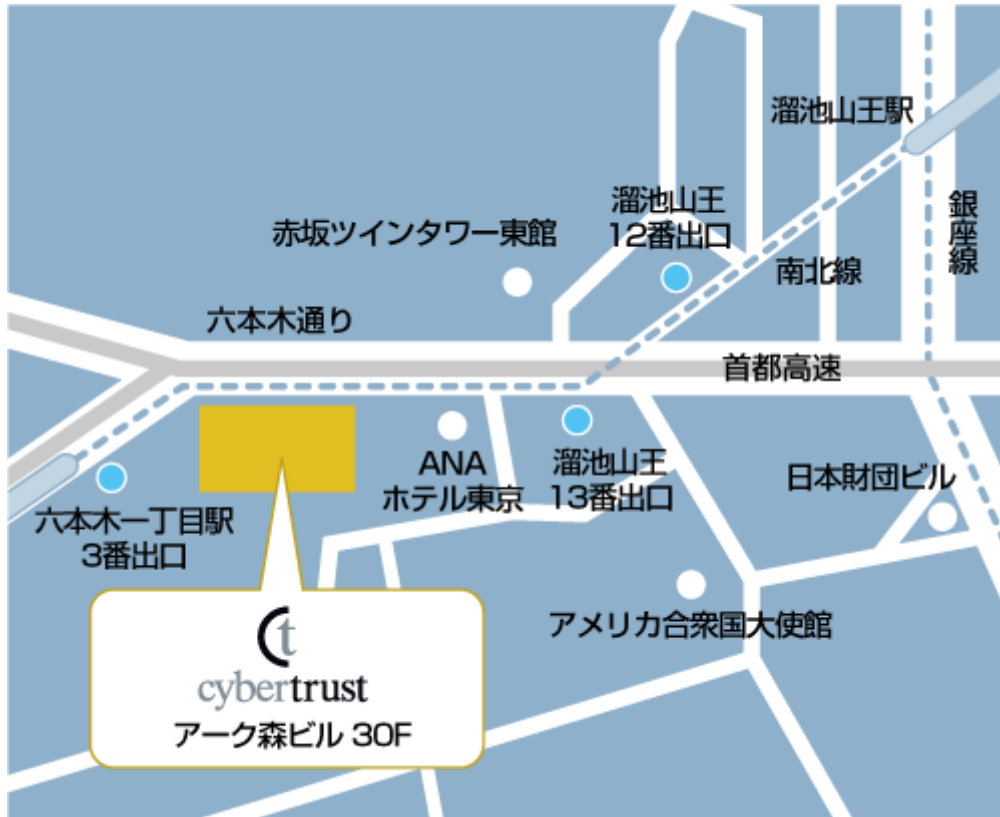 溜池山王駅
溜池山王
12番出口
銀座線
赤坂ツインタワー東館
南北線
六本木通り
首都高速
ANA
ホテル東京
溜池山王
13番出口
日本財団ビル
六本木一丁目駅
3番出口
アメリカ合衆国大使館
ct
cybertrust
アーク森ビル 30F